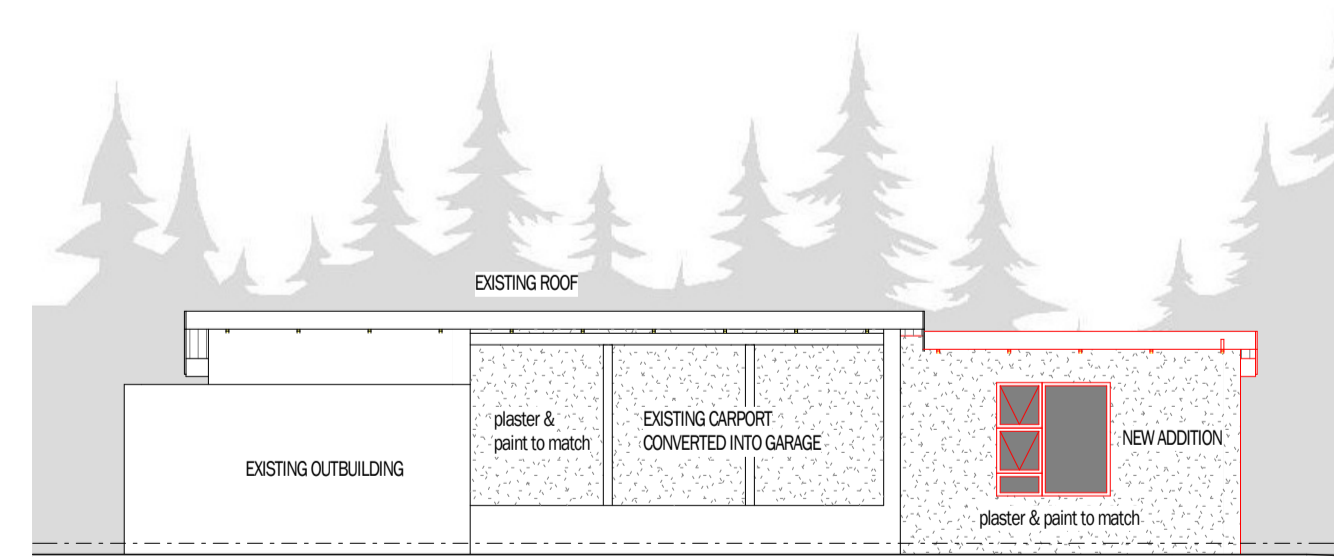 EXISTING ROOF
EXISTING OUTBUILDING
plaster &
paint to match
EXISTING CARPORT
CONVERTED INTO GARAGE
NEW ADDITION
plaster & paint to match